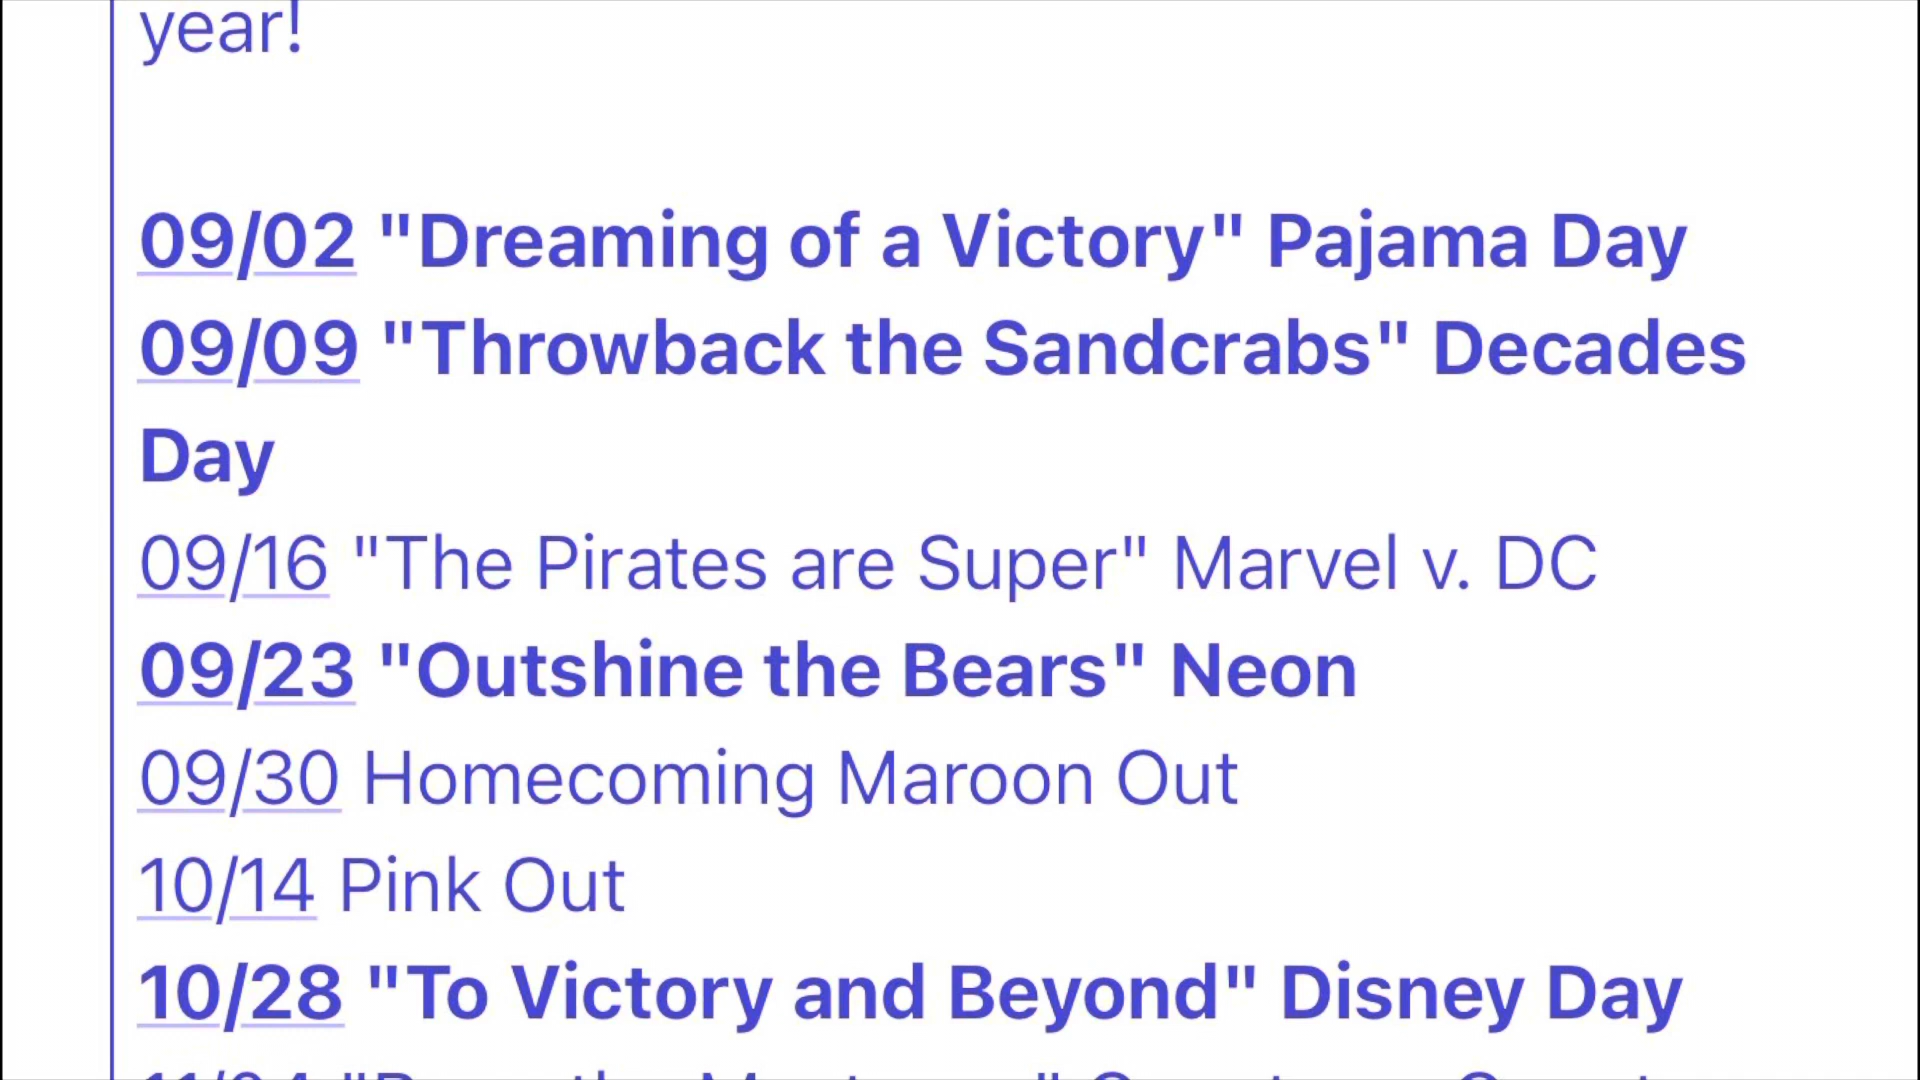 year!
09/02 "Dreaming of a Victory" Pajama Day
09/09 "Throwback the Sandcrabs" Decades
Day
09/16 "The Pirates are Super" Marvel v. DC
09/23 "Outshine the Bears" Neon
09/30 Homecoming Maroon Out
10/14 Pink Out
10/28 "To Victory and Beyond" Disney Day